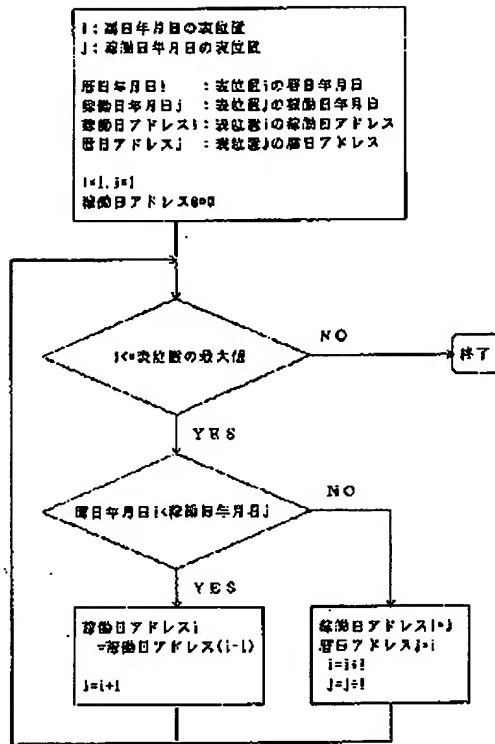 i：暦日年月日の表位置
j：稼働日年月日の表位置
暦日年月日i ：表位置iの暦日年月日
稼働日年月日j ：表位置jの稼働日年月日
稼働日アドレスi ：表位置iの稼働日アドレス
暦日アドレスj ：表位置jの暦日アドレス
i=1, j=1
稼働日アドレス0=0
i<=表位置の最大値
NO
終了
YES
暦日年月日i<稼働日年月日j
NO
YES
稼働日アドレスi
=稼働日アドレス(i-1)
i=i+1
稼働日アドレスi=j
暦日アドレスj=i
i=i+1
j=j+1